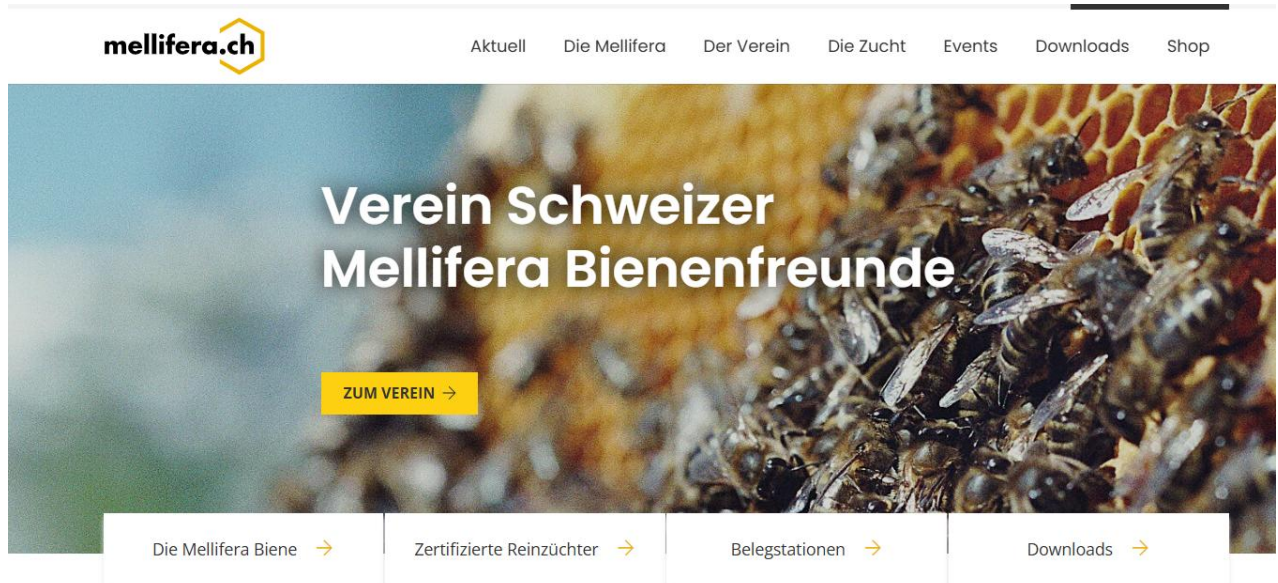 mellifera.ch
Aktuell Die Mellifera Der Verein Die Zucht Events Downloads Shop
Verein Schweizer
Mellifera Bienenfreunde
ZUM VEREIN →
Die Mellifera Biene → Zertifizierte Reinzüchter → Belegstationen → Downloads →